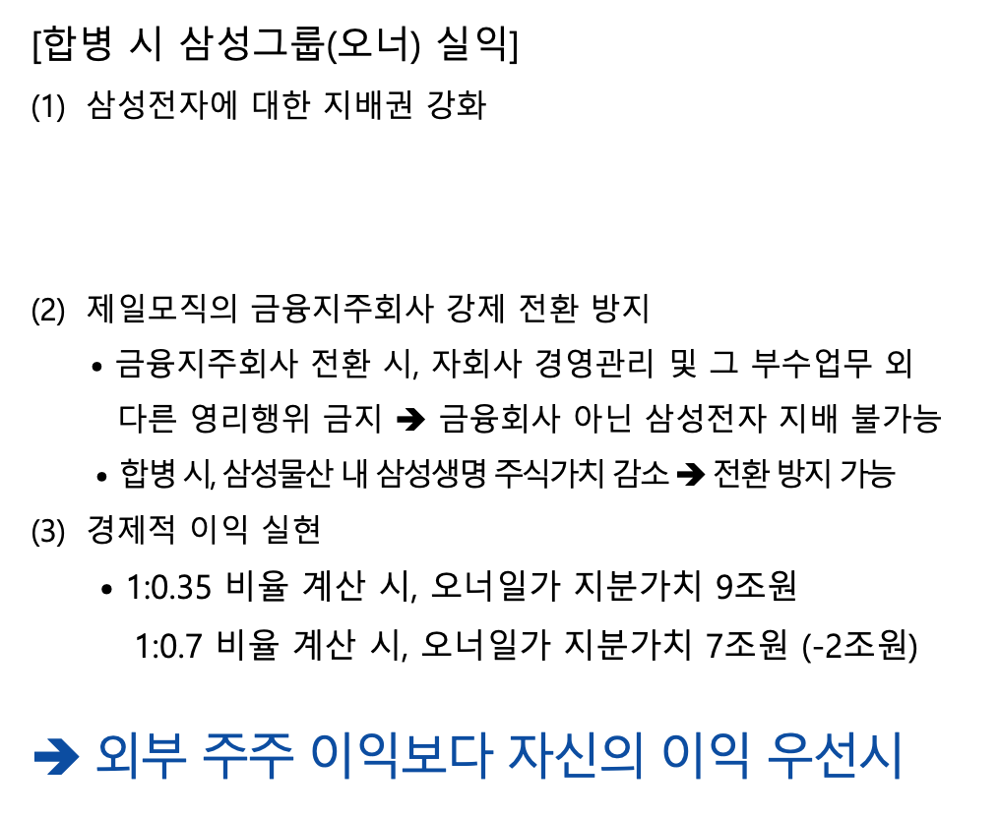 [합병 시 삼성그룹(오너) 실익]
(1) 삼성전자에 대한 지배권 강화
(2) 제일모직의 금융지주회사 강제 전환 방지
• 금융지주회사 전환 시, 자회사 경영관리 및 그 부수업무 외
다른 영리행위 금지 ➔ 금융회사 아닌 삼성전자 지배 불가능
• 합병 시, 삼성물산 내 삼성생명 주식가치 감소 ➔ 전환 방지 가능
(3) 경제적 이익 실현
• 1:0.35 비율 계산 시, 오너일가 지분가치 9조원
1:0.7 비율 계산 시, 오너일가 지분가치 7조원 (-2조원)
➔ 외부 주주 이익보다 자신의 이익 우선시